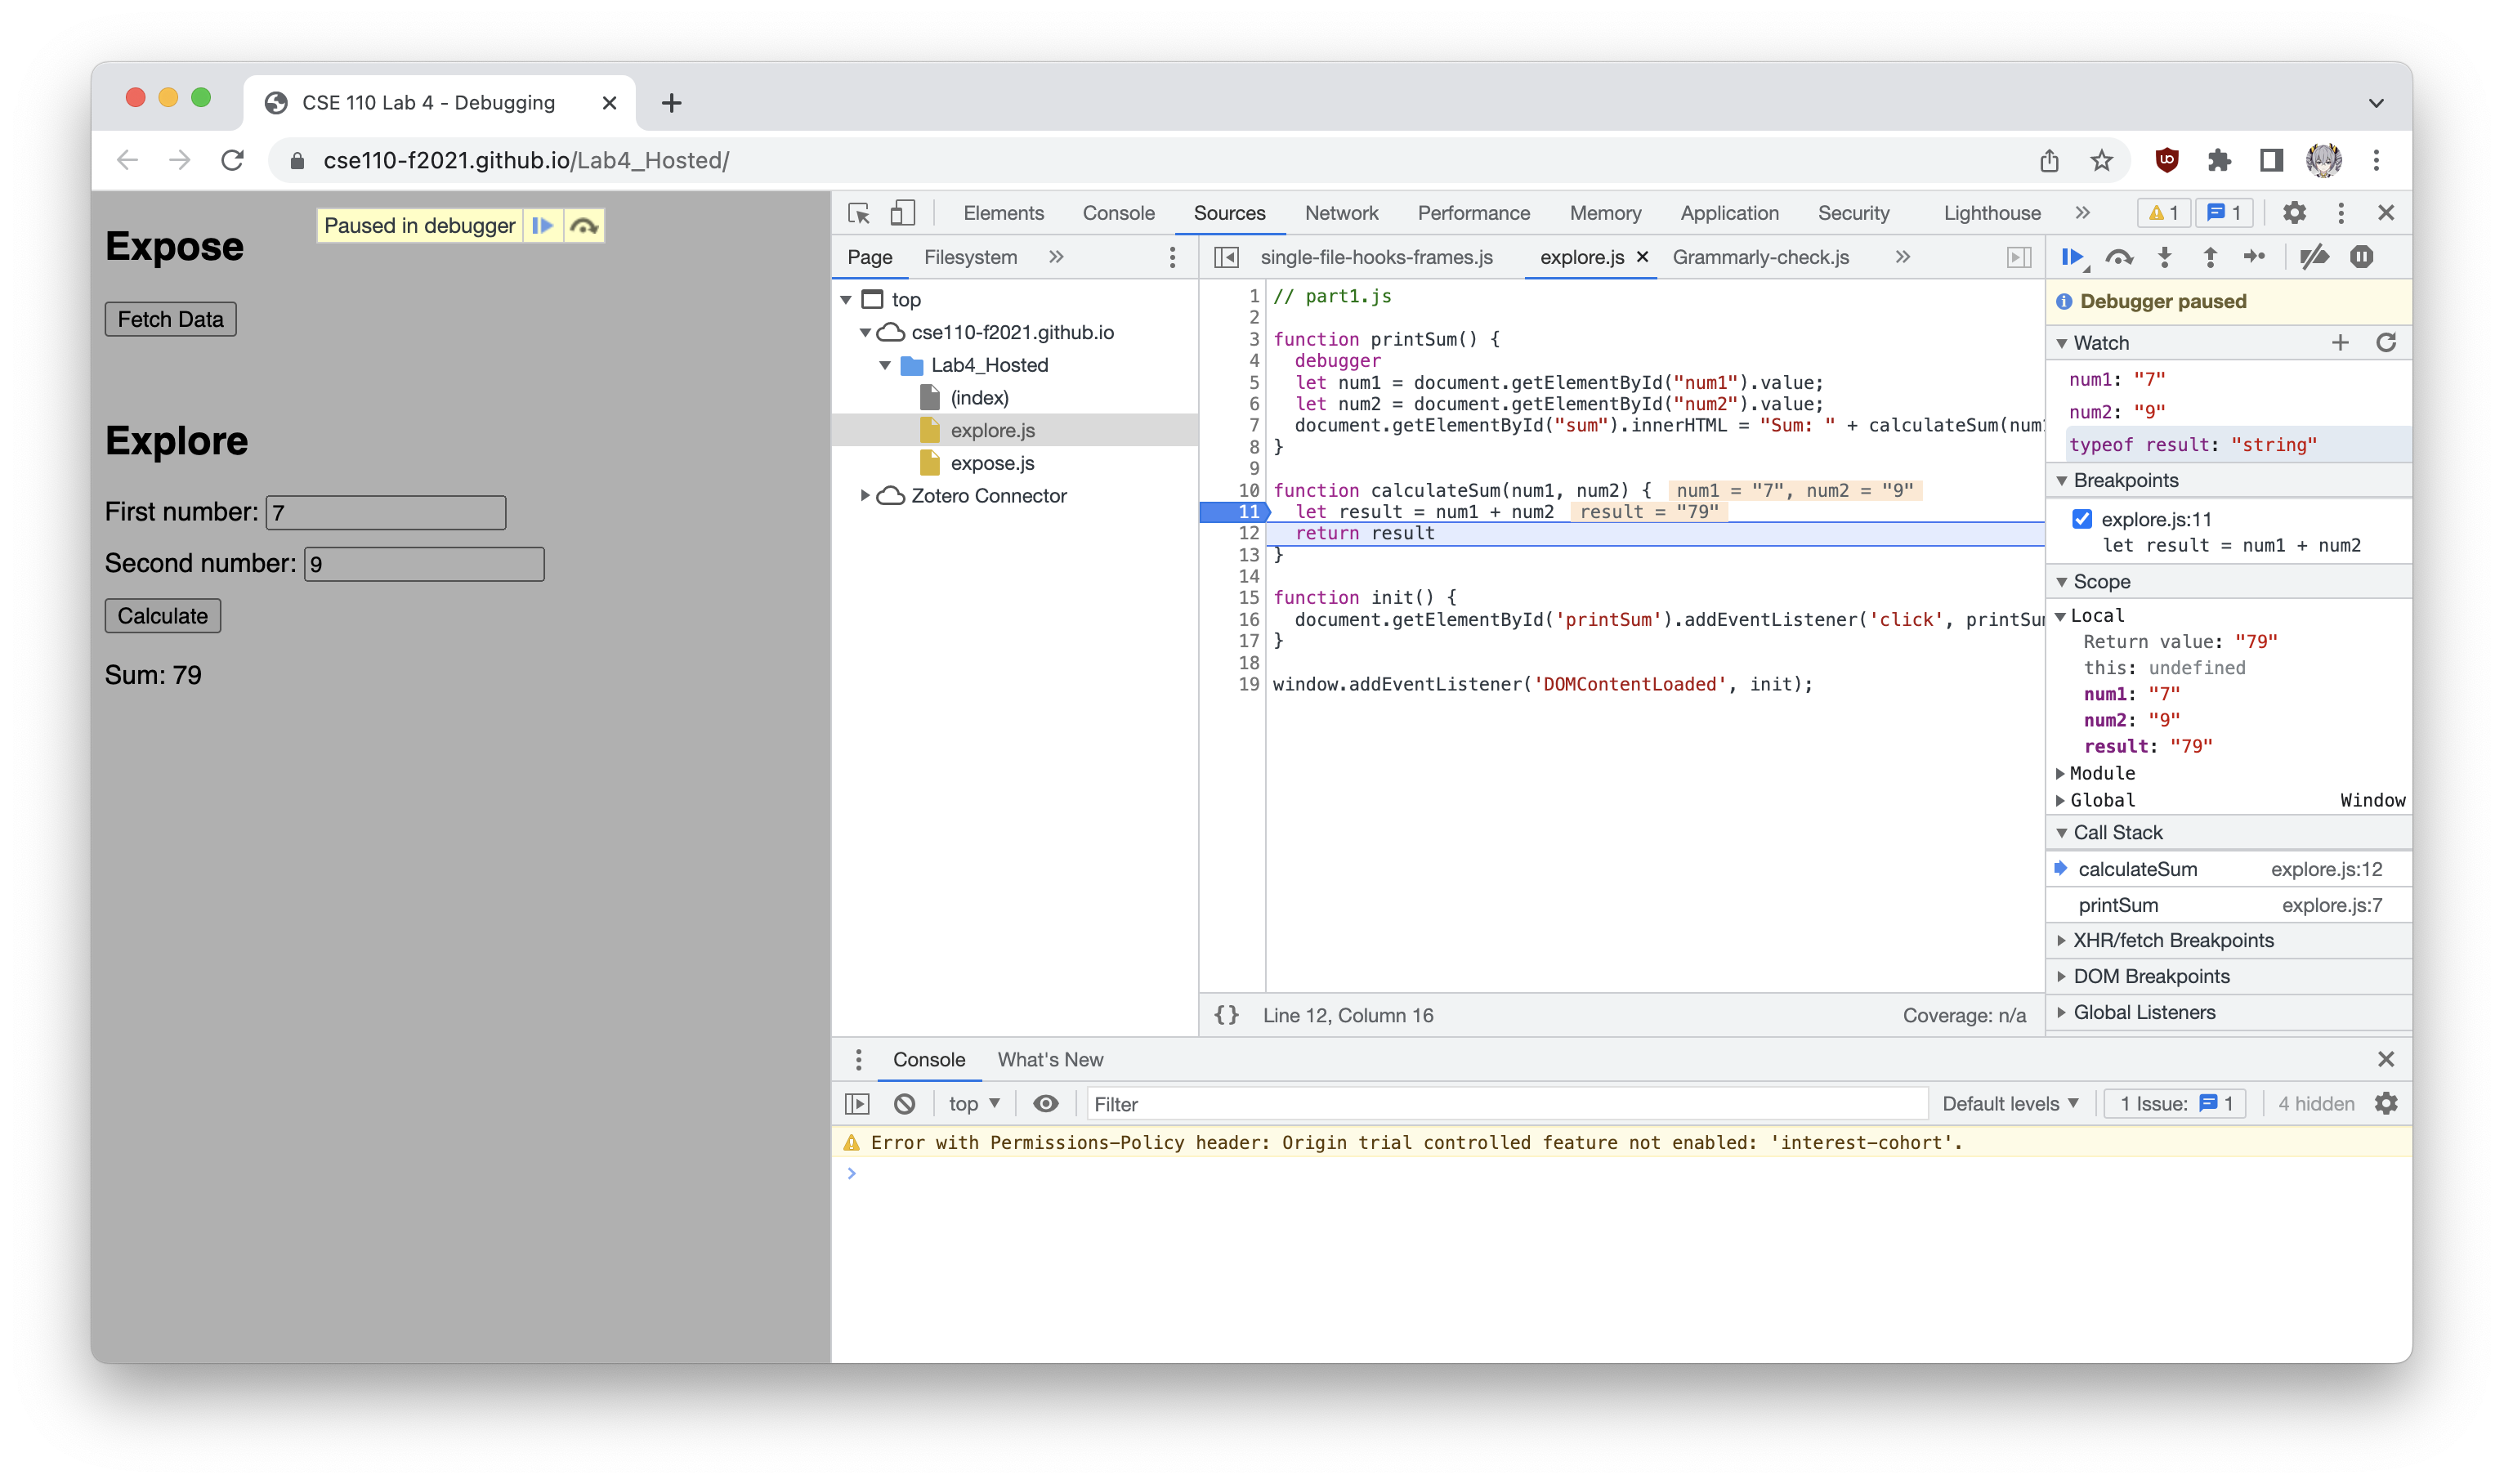 CSE 110 Lab 4 - Debugging
cse110-f2021.github.io/Lab4_Hosted/
Expose
Paused in debugger
Fetch Data
Explore
First number: 7
Second number: 9
Calculate
Sum: 79
Elements Console Sources Network Performance Memory Application Security Lighthouse » 1 1
Page Filesystem »
top
cse110-f2021.github.io
Lab4_Hosted
(index)
explore.js
expose.js
Zotero Connector
single-file-hooks-frames.js explore.js Grammarly-check.js »
1 // part1.js
2
3 function printSum() {
4 debugger
5 let num1 = document.getElementById("num1").value;
6 let num2 = document.getElementById("num2").value;
7 document.getElementById("sum").innerHTML = "Sum: " + calculateSum(num
8 }
9
10 function calculateSum(num1, num2) { num1 = "7", num2 = "9"
11 let result = num1 + num2 result = "79"
12 return result
13 }
14
15 function init() {
16 document.getElementById('printSum').addEventListener('click', printSu
17 }
18
19 window.addEventListener('DOMContentLoaded', init);
{} Line 12, Column 16 Coverage: n/a
Debugger paused
Watch
num1: "7"
num2: "9"
typeof result: "string"
Breakpoints
explore.js:11
let result = num1 + num2
Scope
Local
Return value: "79"
this: undefined
num1: "7"
num2: "9"
result: "79"
Module
Global Window
Call Stack
calculateSum explore.js:12
printSum explore.js:7
XHR/fetch Breakpoints
DOM Breakpoints
Global Listeners
Console What's New
top Filter Default levels 1 Issue: 1 4 hidden
Error with Permissions-Policy header: Origin trial controlled feature not enabled: 'interest-cohort'.